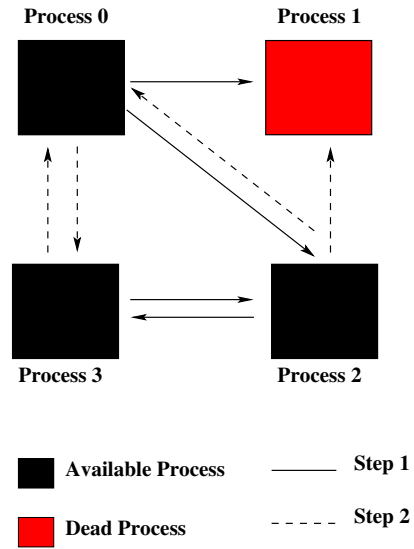 Process 0
Process 1
Process 3
Process 2
Available Process
Step 1
Dead Process
Step 2